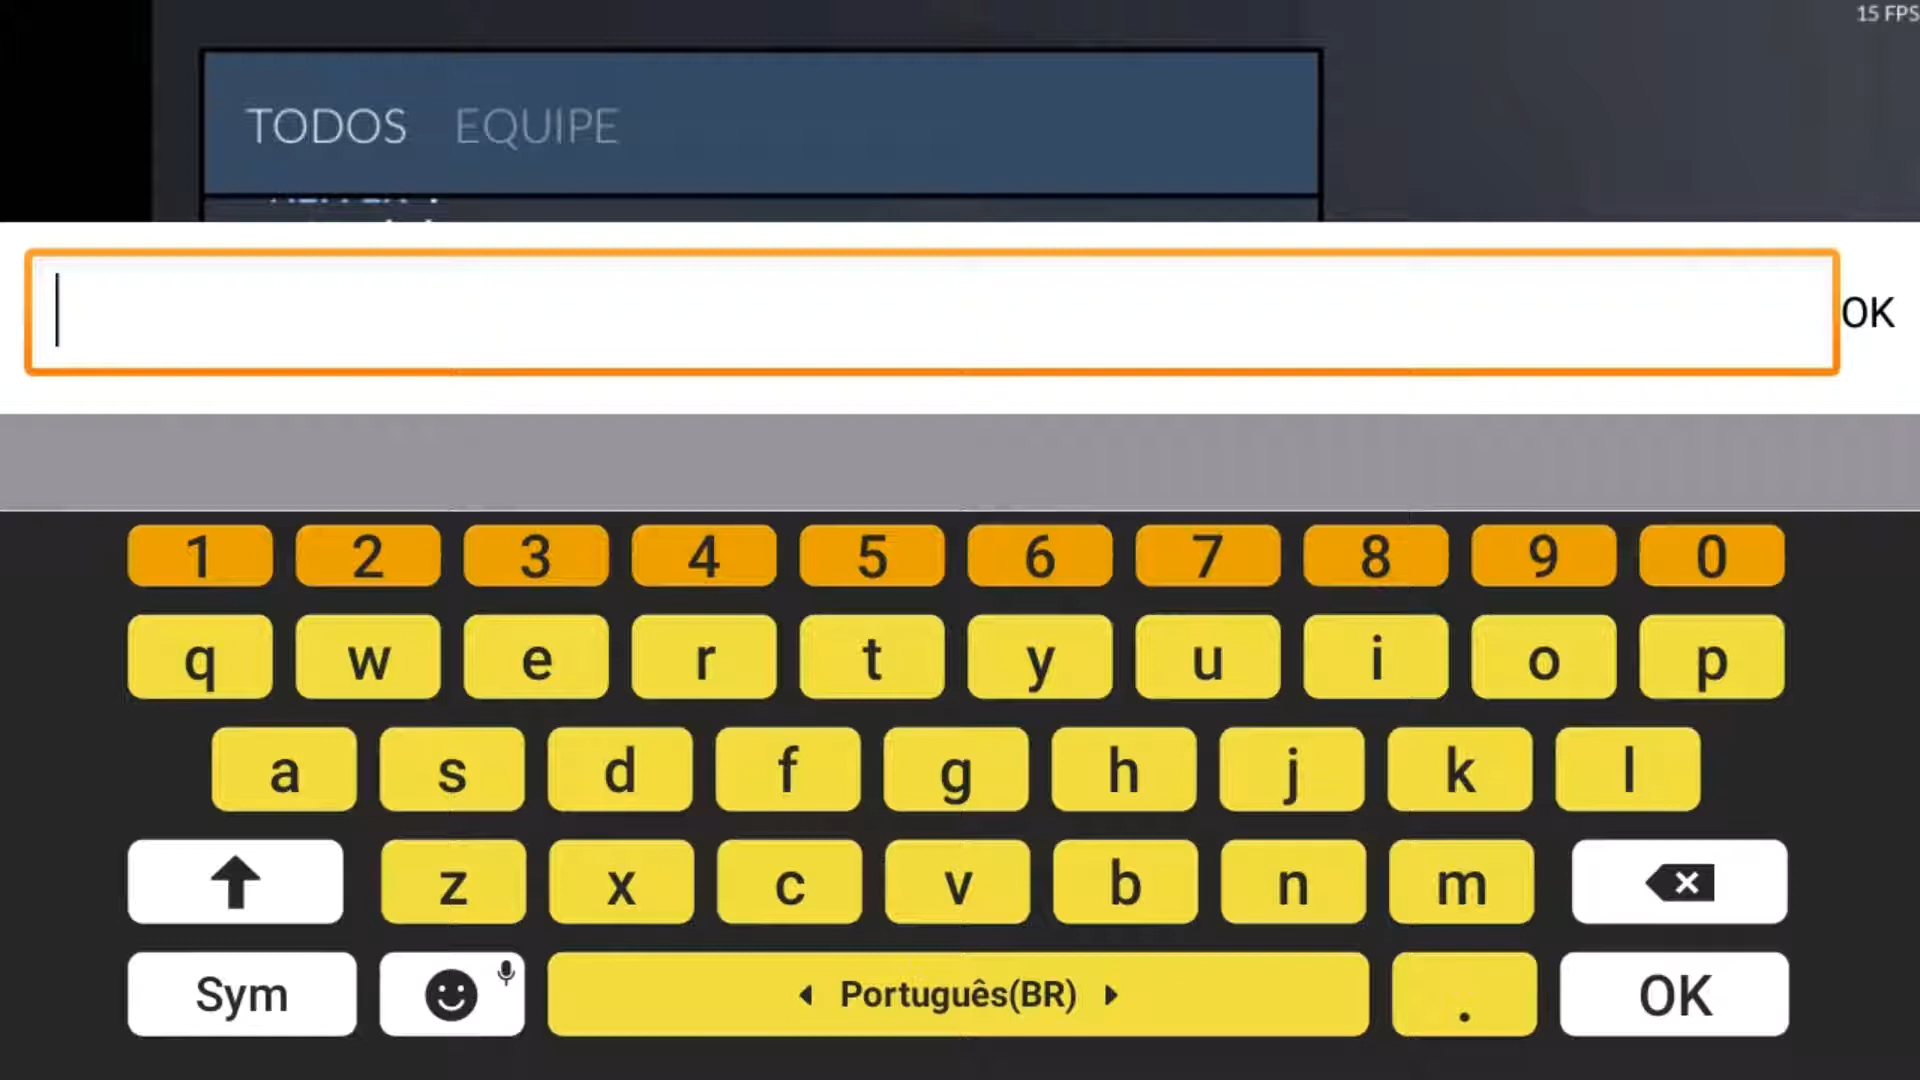 15 FPS
TODOS EQUIPE
OK
1 2 3 4 5 6 7 8 9 0
q w e r t y u i o p
a s d f g h j k l
z x c v b n m
Sym Português(BR) . OK